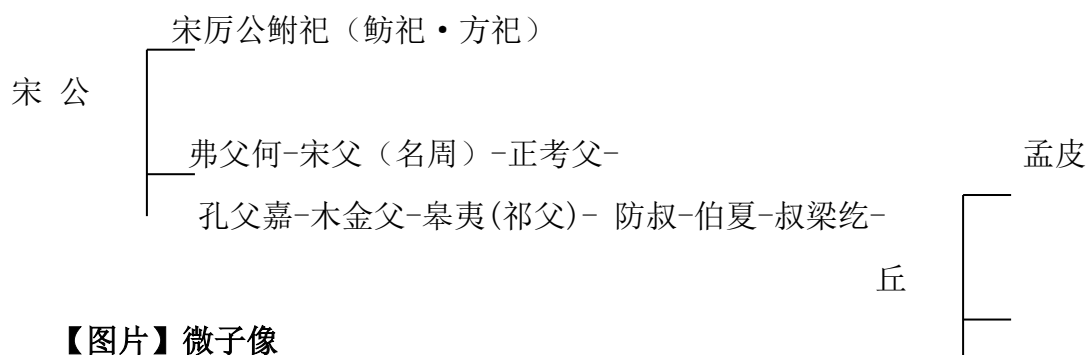 宋厉公鲋祀（鲂祀·方祀）
宋 公
弗父何-宋父（名周）-正考父-
孟皮
孔父嘉-木金父-皋夷(祁父)- 防叔-伯夏-叔梁纥-
丘
【图片】微子像